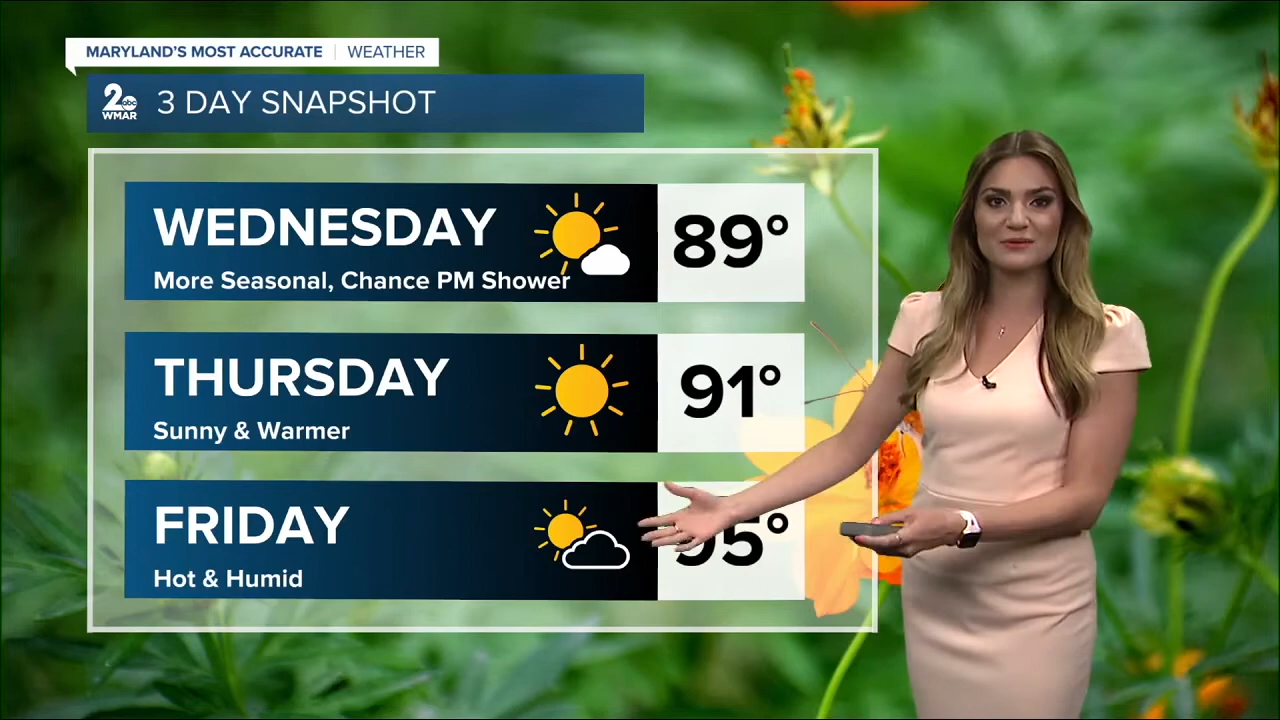 MARYLAND'S MOST ACCURATE | WEATHER
2 abc WMAR 3 DAY SNAPSHOT
WEDNESDAY
More Seasonal, Chance PM Shower
89°
THURSDAY
Sunny & Warmer
91°
FRIDAY
Hot & Humid
95°